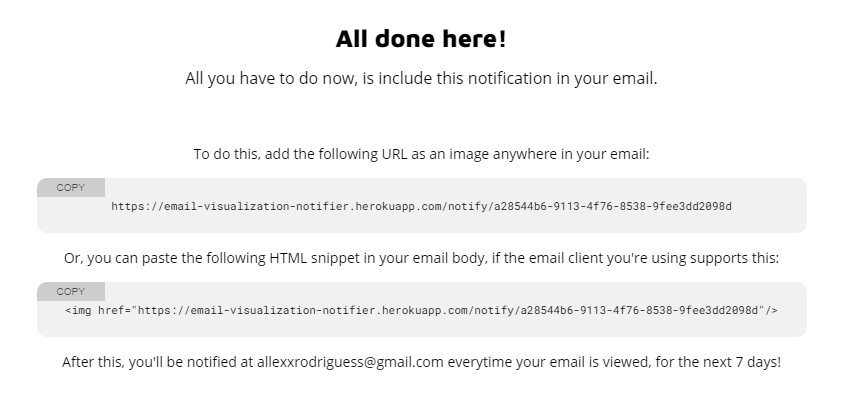 All done here!
All you have to do now, is include this notification in your email.
To do this, add the following URL as an image anywhere in your email:
COPY
https://email-visualization-notifier.herokuapp.com/notify/a28544b6-9113-4f76-8538-9fee3dd2098d
Or, you can paste the following HTML snippet in your email body, if the email client you're using supports this:
COPY
<img href="https://email-visualization-notifier.herokuapp.com/notify/a28544b6-9113-4f76-8538-9fee3dd2098d"/>
After this, you'll be notified at allexxrodriguess@gmail.com everytime your email is viewed, for the next 7 days!